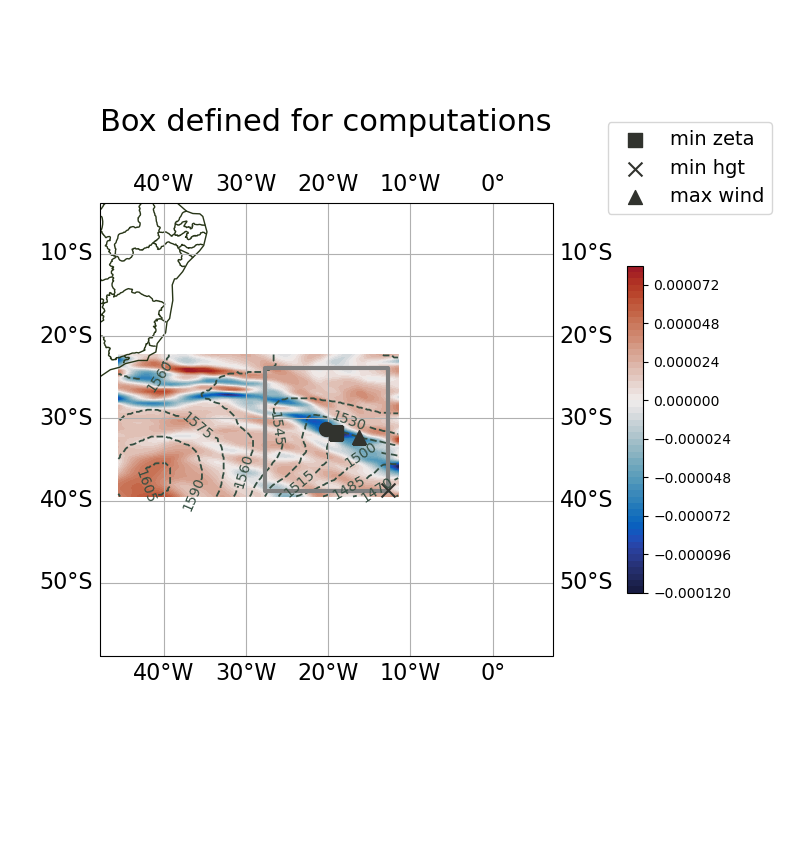 Box defined for computations
min zeta
min hgt
max wind
40°W 30°W 20°W 10°W 0°
10°S 10°S
20°S 20°S
30°S 30°S
40°S 40°S
50°S 50°S
40°W 30°W 20°W 10°W 0°
0.000072
0.000048
0.000024
0.000000
−0.000024
−0.000048
−0.000072
−0.000096
−0.000120
1560
1575
1545
1530
1500
1560
1605
1590
1515
1485
1470